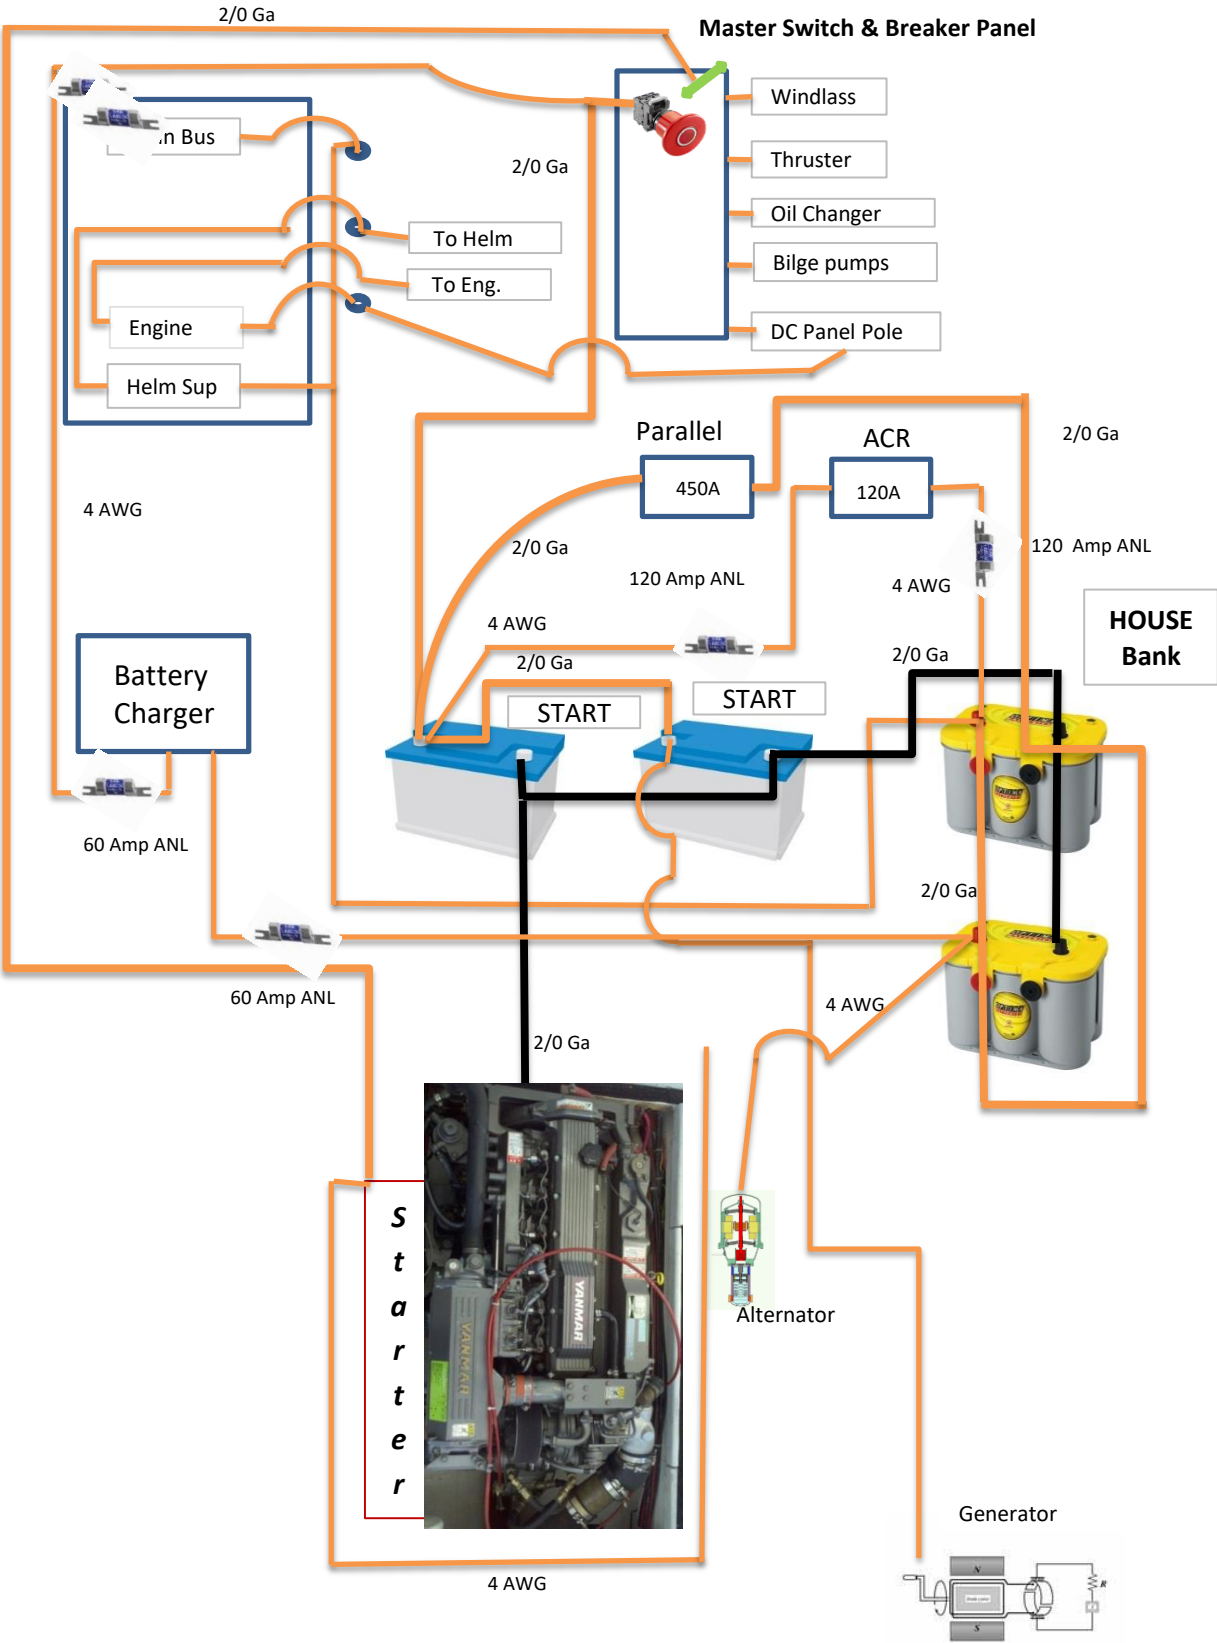 2/0 Ga
Master Switch & Breaker Panel
Windlass
n Bus
2/0 Ga
Thruster
Oil Changer
To Helm
Bilge pumps
To Eng.
Engine
DC Panel Pole
Helm Sup
Parallel
ACR
2/0 Ga
450A
120A
4 AWG
2/0 Ga
120 Amp ANL
120 Amp ANL
4 AWG
HOUSE
Bank
4 AWG
2/0 Ga
2/0 Ga
Battery
Charger
START
START
60 Amp ANL
2/0 Ga
60 Amp ANL
4 AWG
2/0 Ga
S
t
a
r
t
e
r
YANMAR
YANMAR
Alternator
Generator
4 AWG
N
R
S